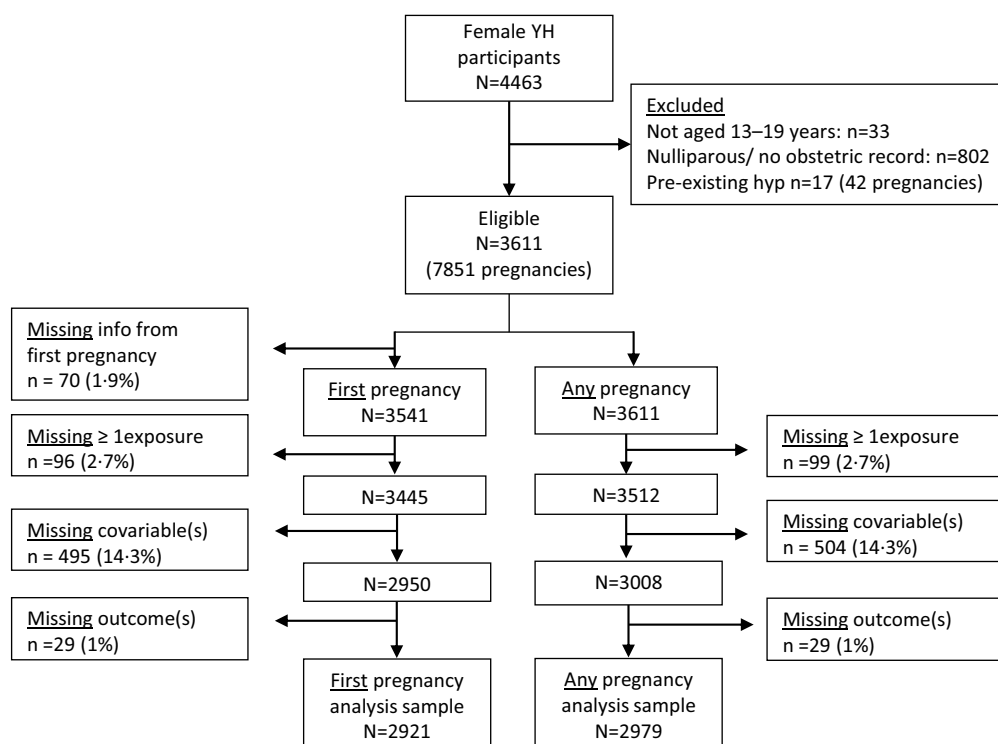 Female YH
participants
N=4463
Excluded
Not aged 13–19 years: n=33
Nulliparous/ no obstetric record: n=802
Pre-existing hyp n=17 (42 pregnancies)
Eligible
N=3611
(7851 pregnancies)
Missing info from
first pregnancy
n = 70 (1·9%)
First pregnancy
N=3541
Any pregnancy
N=3611
Missing ≥ 1exposure
n =96 (2·7%)
Missing ≥ 1exposure
n =99 (2·7%)
N=3445
N=3512
Missing covariable(s)
n = 495 (14·3%)
Missing covariable(s)
n = 504 (14·3%)
N=2950
N=3008
Missing outcome(s)
n =29 (1%)
Missing outcome(s)
n =29 (1%)
First pregnancy
analysis sample
N=2921
Any pregnancy
analysis sample
N=2979